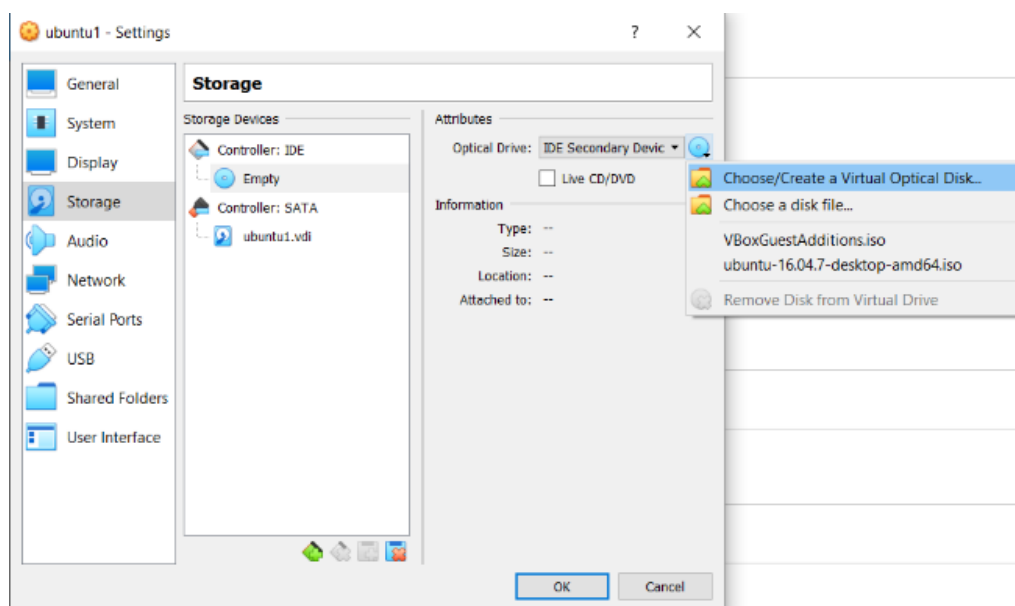 ubuntu1 - Settings
?
General
System
Display
Storage
Audio
Network
Serial Ports
USB
Shared Folders
User Interface
Storage
Storage Devices
Controller: IDE
Empty
Controller: SATA
ubuntu1.vdi
Attributes
Optical Drive: IDE Secondary Devic
Live CD/DVD
Information
Type: --
Size: --
Location: --
Attached to: --
Choose/Create a Virtual Optical Disk...
Choose a disk file...
VBoxGuestAdditions.iso
ubuntu-16.04.7-desktop-amd64.iso
Remove Disk from Virtual Drive
OK
Cancel